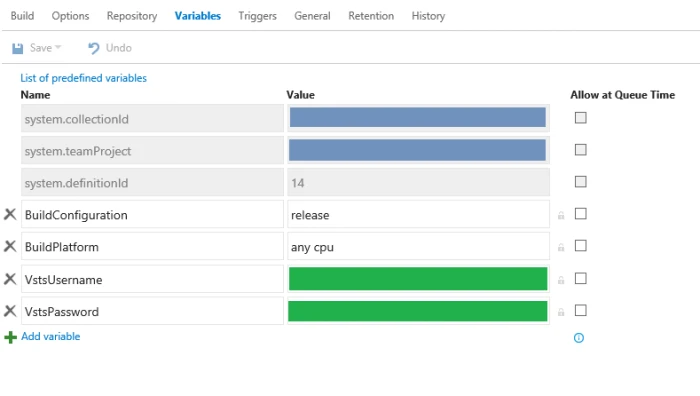 Build Options Repository Variables Triggers General Retention History
Save Undo
List of predefined variables
Name Value Allow at Queue Time
system.collectionId
system.teamProject
system.definitionId 14
BuildConfiguration release
BuildPlatform any cpu
VstsUsername
VstsPassword
Add variable